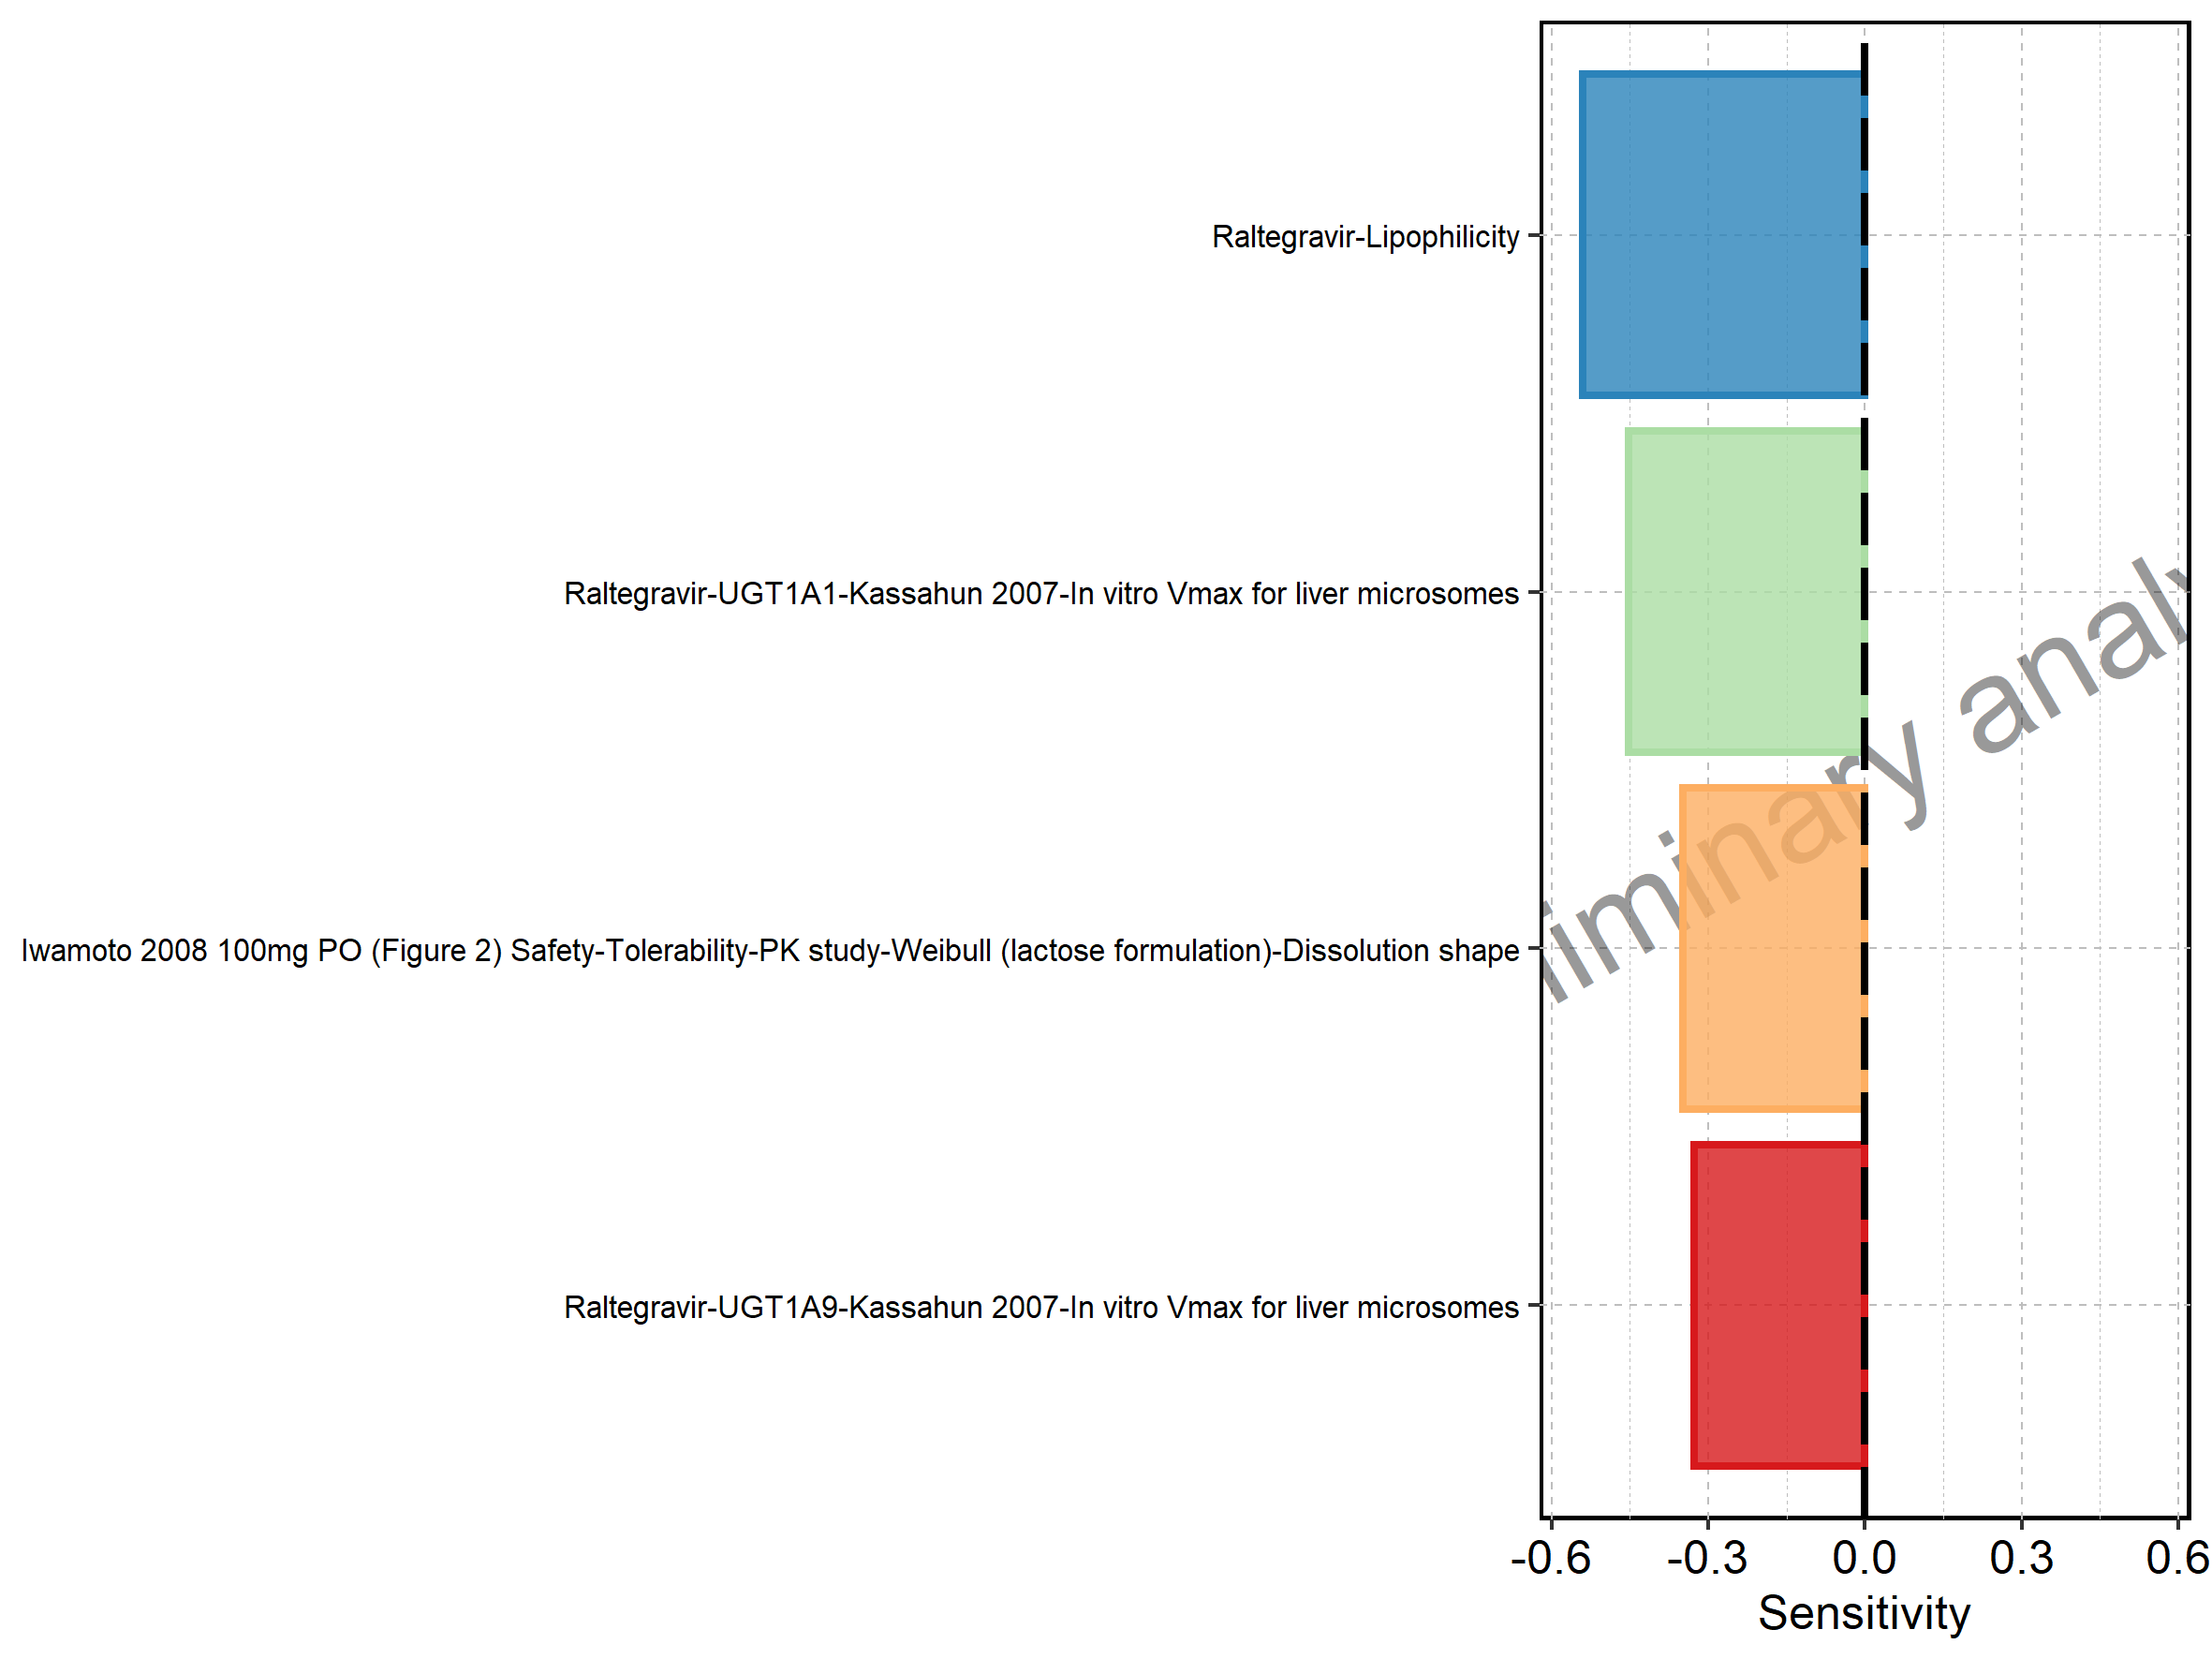 Raltegravir-Lipophilicity
Raltegravir-UGT1A1-Kassahun 2007-In vitro Vmax for liver microsomes
Iwamoto 2008 100mg PO (Figure 2) Safety-Tolerability-PK study-Weibull (lactose formulation)-Dissolution shape
Raltegravir-UGT1A9-Kassahun 2007-In vitro Vmax for liver microsomes
iminary analy
-0.6 -0.3 0.0 0.3 0.6
Sensitivity